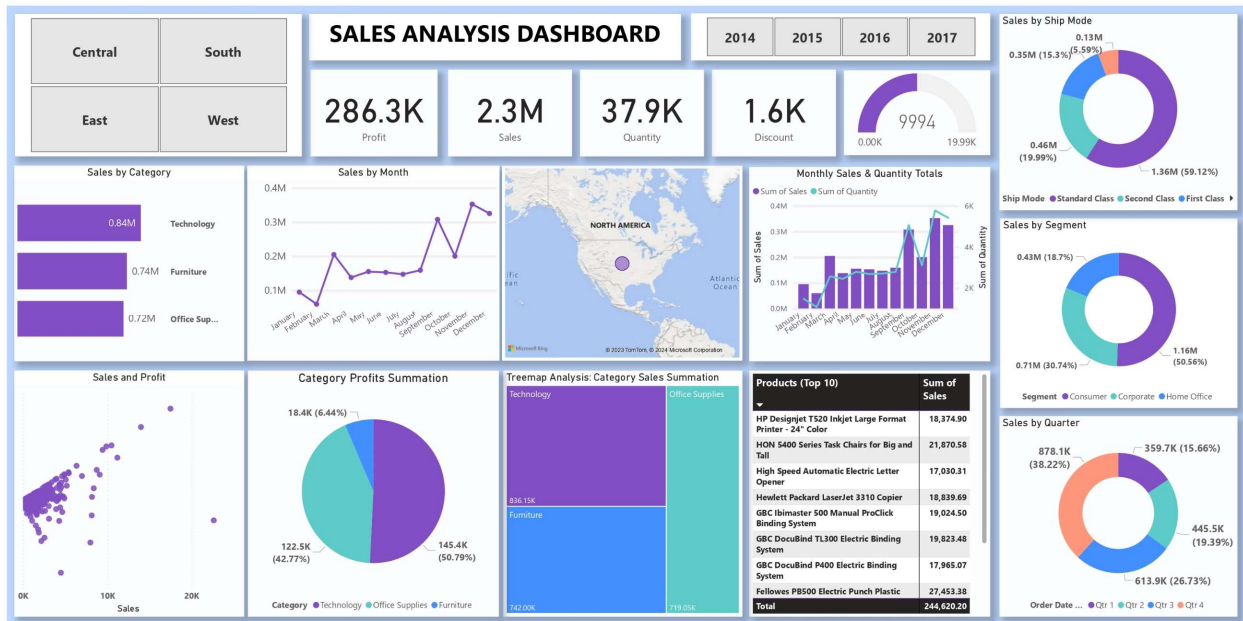 Central
South
East
West
SALES ANALYSIS DASHBOARD
2014
2015
2016
2017
286.3K
Profit
2.3M
Sales
37.9K
Quantity
1.6K
Discount
9994
0.00K
19.99K
Sales by Ship Mode
0.13M
(5.59%)
0.35M (15.3%)
0.46M
(19.99%)
1.36M (59.12%)
Ship Mode Standard Class Second Class First Class
Sales by Category
0.84M
Technology
0.74M
Furniture
0.72M
Office Sup...
Sales by Month
0.4M
0.3M
0.2M
0.1M
January
February
March
April
May
June
July
August
September
October
November
December
NORTH AMERICA
Atlantic
Ocean
Microsoft Bing
© 2023 TomTom, © 2024 Microsoft Corporation
Monthly Sales & Quantity Totals
Sum of Sales Sum of Quantity
Sum of Sales
0.4M
0.3M
0.2M
0.1M
0.0M
6K
4K
2K
Sum of Quantity
January
February
March
April
May
June
July
August
September
October
November
December
Sales by Segment
0.43M (18.7%)
0.71M (30.74%)
1.16M
(50.56%)
Segment Consumer Corporate Home Office
Sales and Profit
0K
10K
20K
Sales
Category Profits Summation
18.4K (6.44%)
122.5K
(42.77%)
145.4K
(50.79%)
Category Technology Office Supplies Furniture
Treemap Analysis: Category Sales Summation
Technology
836.15K
Furniture
742.00K
Office Supplies
719.05K
Products (Top 10)
Sum of
Sales
HP Designjet T520 Inkjet Large Format
Printer - 24" Color
18,374.90
HON 5400 Series Task Chairs for Big and
Tall
21,870.58
High Speed Automatic Electric Letter
Opener
17,030.31
Hewlett Packard LaserJet 3310 Copier
18,839.69
GBC Ibimaster 500 Manual ProClick
Binding System
19,024.50
GBC DocuBind TL300 Electric Binding
System
19,823.48
GBC DocuBind P400 Electric Binding
System
17,965.07
Fellowes PB500 Electric Punch Plastic
27,453.38
Total
244,620.20
Sales by Quarter
878.1K
(38.22%)
359.7K (15.66%)
445.5K
(19.39%)
613.9K (26.73%)
Order Date ... Qtr 1 Qtr 2 Qtr 3 Qtr 4